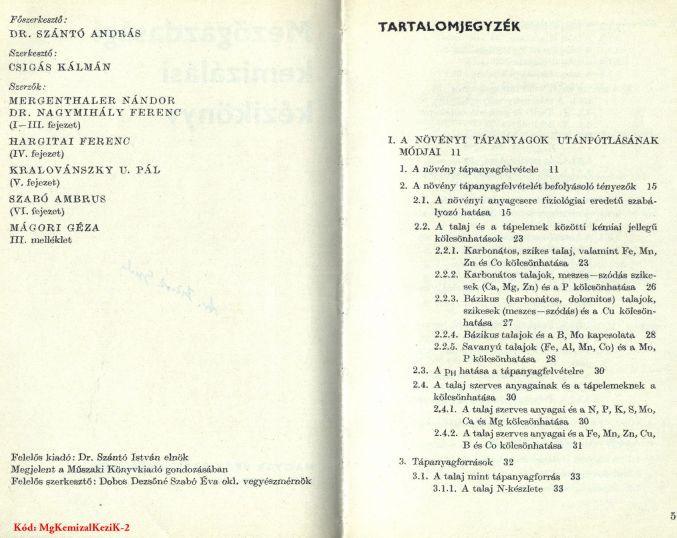 Főszerkesztő:
DR. SZÁNTÓ ANDRÁS
Szerkesztő:
CSIGÁS KÁLMÁN
Szerzők:
MERGENTHALER NÁNDOR
DR. NAGYMIHÁLY FERENC
(I–III. fejezet)
HARGITAI FERENC
(IV. fejezet)
KRALOVÁNSZKY U. PÁL
(V. fejezet)
SZABÓ AMBRUS
(VI. fejezet)
MÁGORI GÉZA
III. melléklet
Felelős kiadó: Dr. Szántó István elnök
Megjelent a Műszaki Könyvkiadó gondozásában
Felelős szerkesztő: Dobos Dezsőné Szabó Éva okl. vegyészmérnök
Kód: MgKemizalKeziK-2
TARTALOMJEGYZÉK
I. A NÖVÉNYI TÁPANYAGOK UTÁNPÓTLÁSÁNAK
MÓDJAI 11
1. A növény tápanyagfelvétele 11
2. A növény tápanyagfelvételét befolyásoló tényezők 15
2.1. A növényi anyagcsere fiziológiai eredetű szabá-
lyozó hatása 15
2.2. A talaj és a tápelemek közötti kémiai jellegű
kölcsönhatások 23
2.2.1. Karbonátos, szikes talaj, valamint Fe, Mn,
Zn és Co kölcsönhatása 23
2.2.2. Karbonátos talajok, meszes–szódás szike-
sek (Ca, Mg, Zn) és a P kölcsönhatása 26
2.2.3. Bázikus (karbonátos, dolomitos) talajok,
szikesek (meszes–szódás) és a Cu kölcsön-
hatása 27
2.2.4. Bázikus talajok és a B, Mo kapcsolata 28
2.2.5. Savanyú talajok (Fe, Al, Mn, Co) és a Mo,
P kölcsönhatása 28
2.3. A pH hatása a tápanyagfelvételre 30
2.4. A talaj szerves anyagainak és a tápelemeknek a
kölcsönhatása 30
2.4.1. A talaj szerves anyagai és a N, P, K, S, Mo,
Ca és Mg kölcsönhatása 30
2.4.2. A talaj szerves anyagai és a Fe, Mn, Zn, Cu,
B és Co kölcsönhatása 31
3. Tápanyagforrások 32
3.1. A talaj mint tápanyagforrás 33
3.1.1. A talaj N-készlete 33
5